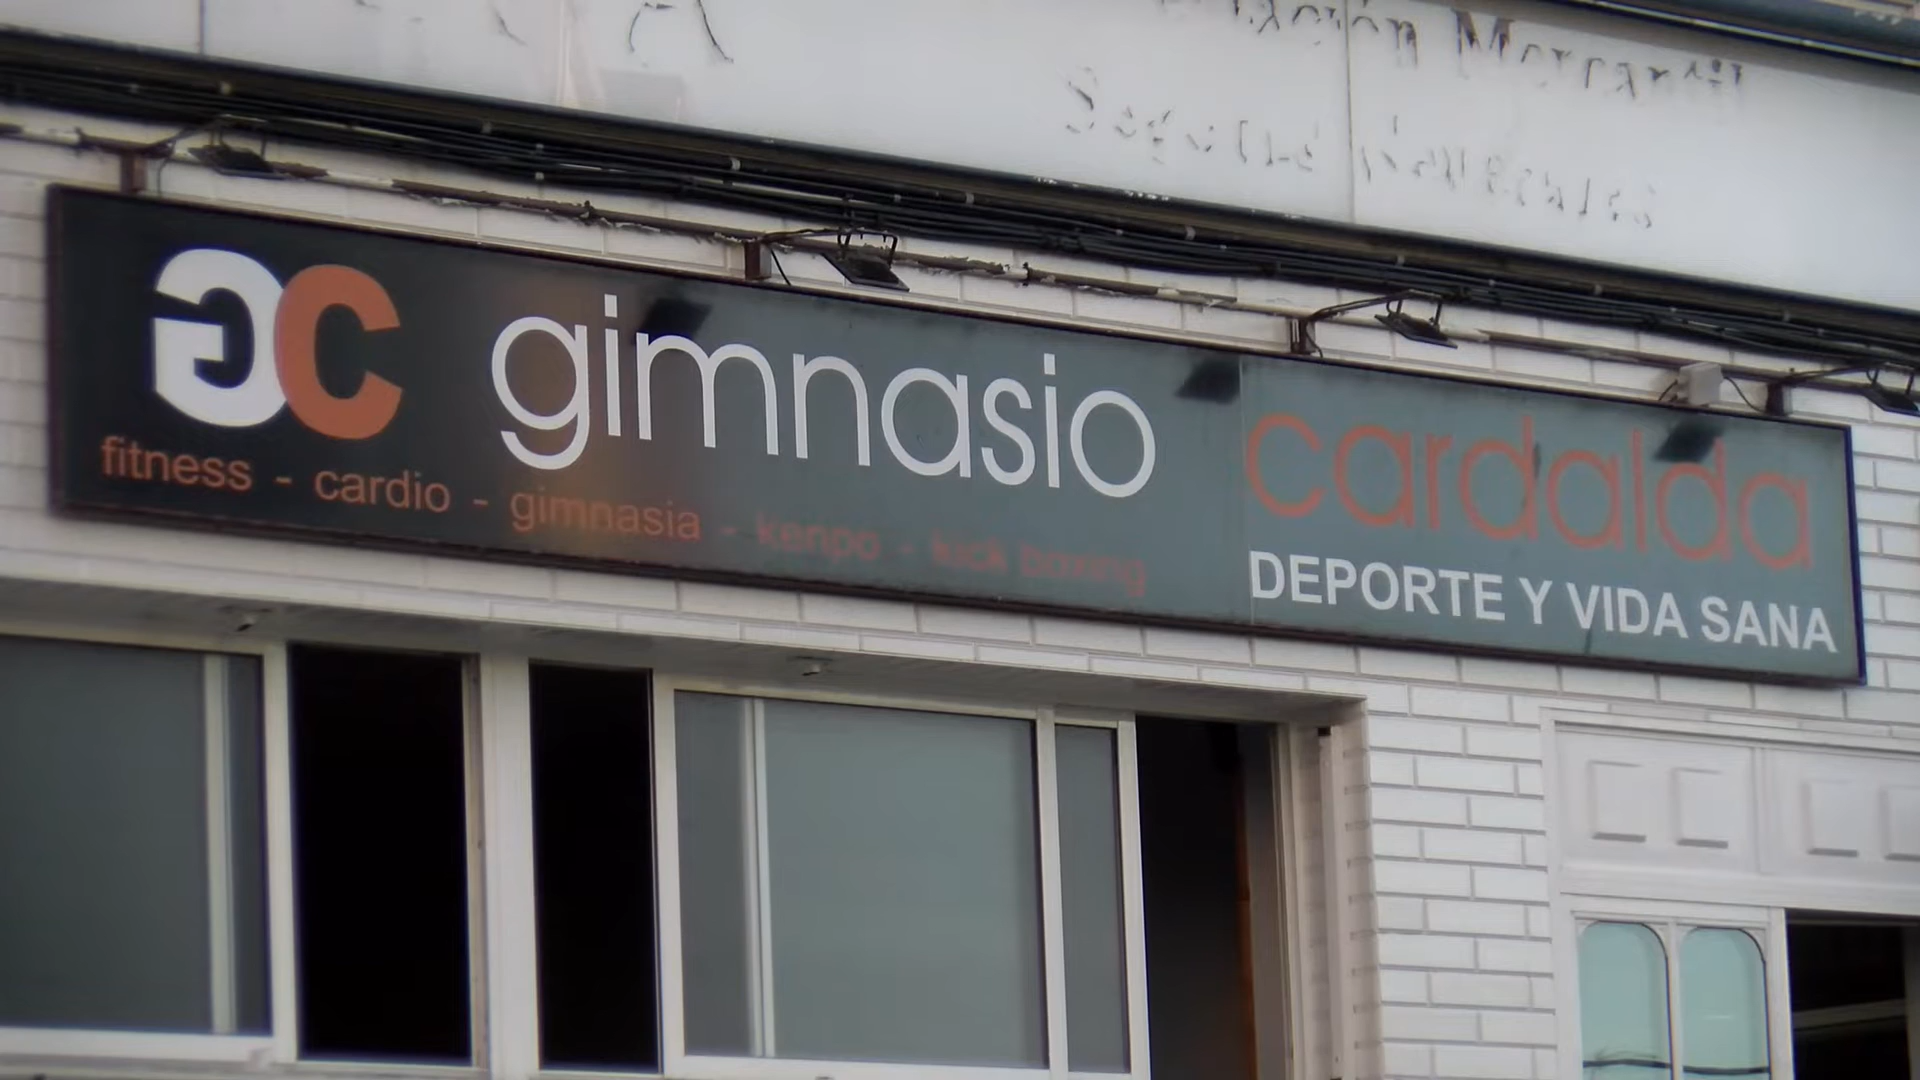 GC gimnasio cardalda
fitness - cardio - gimnasia - kenpo - kick boxing
DEPORTE Y VIDA SANA